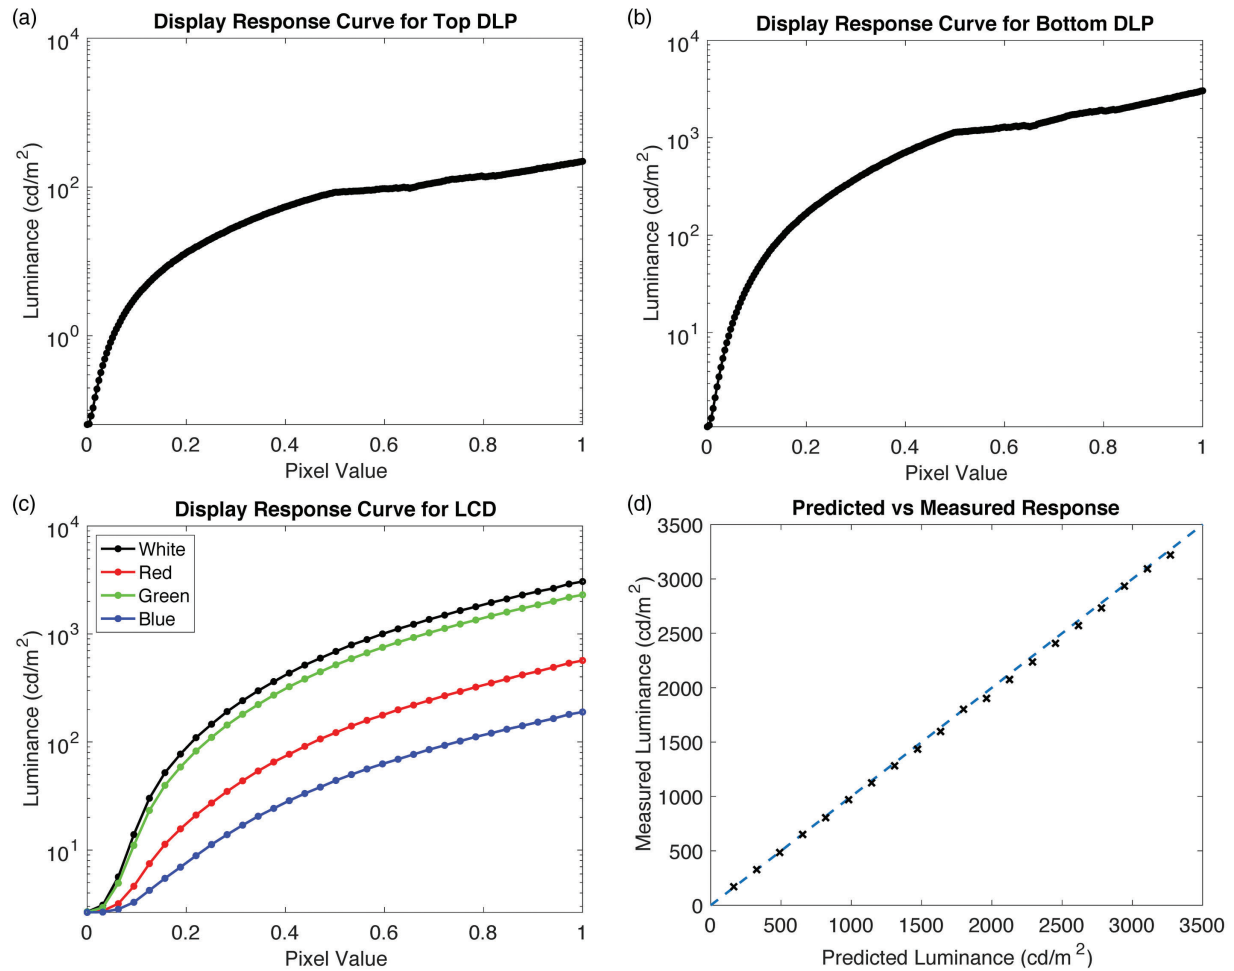 (a)
Display Response Curve for Top DLP
10^4
10^2
10^0
Luminance (cd/m^2)
0 0.2 0.4 0.6 0.8 1
Pixel Value
(b)
Display Response Curve for Bottom DLP
10^4
10^3
10^2
10^1
Luminance (cd/m^2)
0 0.2 0.4 0.6 0.8 1
Pixel Value
(c)
Display Response Curve for LCD
10^4
10^3
10^2
10^1
Luminance (cd/m^2)
White
Red
Green
Blue
0 0.2 0.4 0.6 0.8 1
Pixel Value
(d)
Predicted vs Measured Response
3500
3000
2500
2000
1500
1000
500
0
Measured Luminance (cd/m^2)
0 500 1000 1500 2000 2500 3000 3500
Predicted Luminance (cd/m^2)